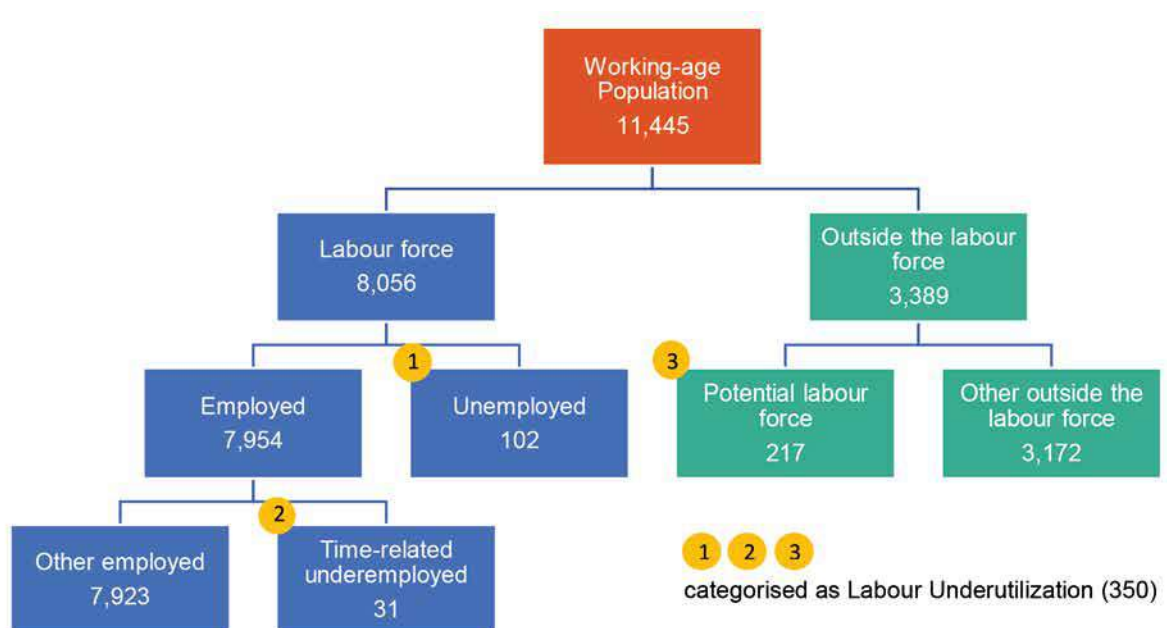 Working-age
Population
11,445
Labour force
8,056
Outside the labour
force
3,389
1
3
Employed
7,954
Unemployed
102
Potential labour
force
217
Other outside the
labour force
3,172
2
Other employed
7,923
Time-related
underemployed
31
1 2 3
categorised as Labour Underutilization (350)